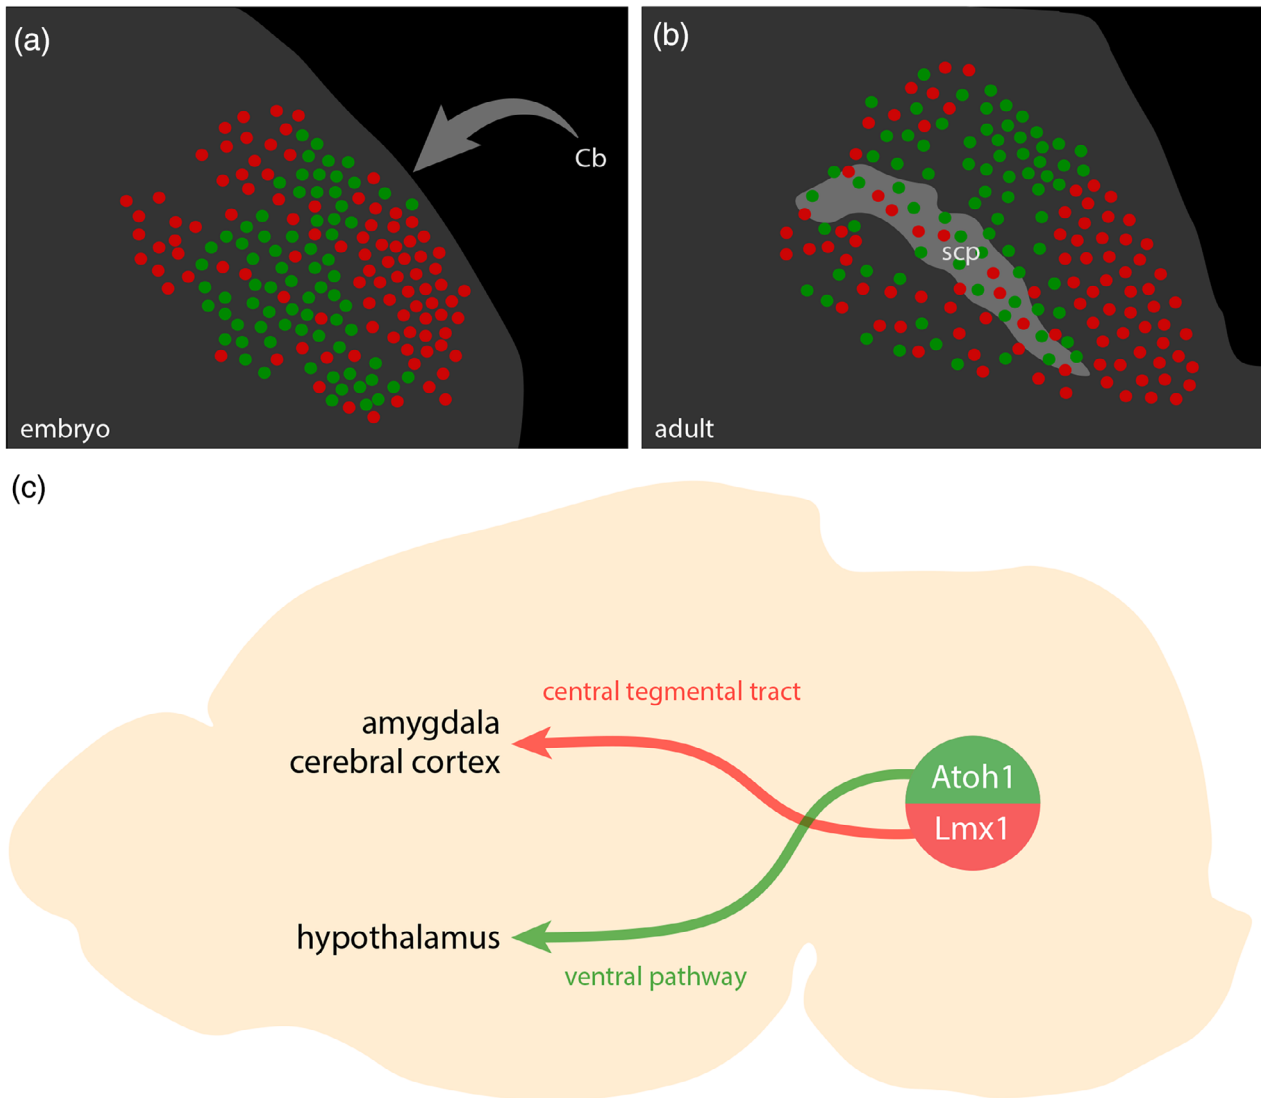 (a)
Cb
embryo
(b)
scp
adult
(c)
central tegmental tract
amygdala
cerebral cortex
Atoh1
Lmx1
hypothalamus
ventral pathway